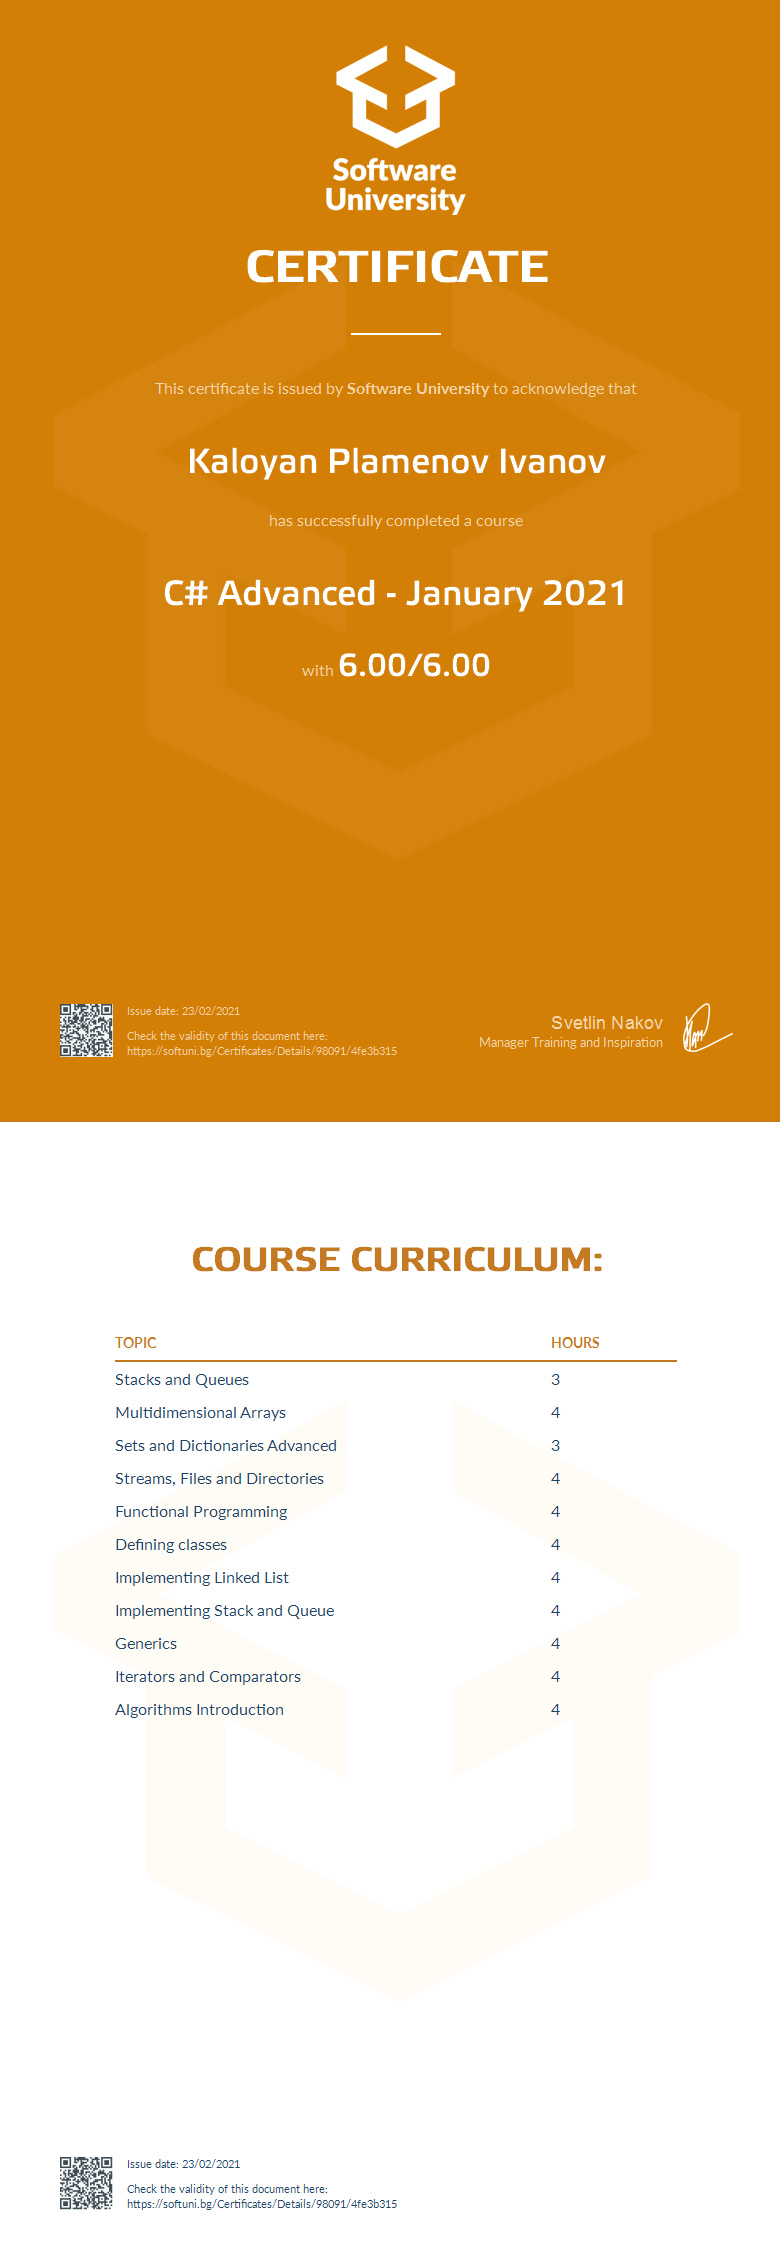 Software
University
CERTIFICATE
This certificate is issued by Software University to acknowledge that
Kaloyan Plamenov Ivanov
has successfully completed a course
C# Advanced - January 2021
with 6.00/6.00
Issue date: 23/02/2021
Check the validity of this document here:
https://softuni.bg/Certificates/Details/98091/4fe3b315
Svetlin Nakov
Manager Training and Inspiration
COURSE CURRICULUM:
TOPIC HOURS
Stacks and Queues 3
Multidimensional Arrays 4
Sets and Dictionaries Advanced 3
Streams, Files and Directories 4
Functional Programming 4
Defining classes 4
Implementing Linked List 4
Implementing Stack and Queue 4
Generics 4
Iterators and Comparators 4
Algorithms Introduction 4
Issue date: 23/02/2021
Check the validity of this document here:
https://softuni.bg/Certificates/Details/98091/4fe3b315